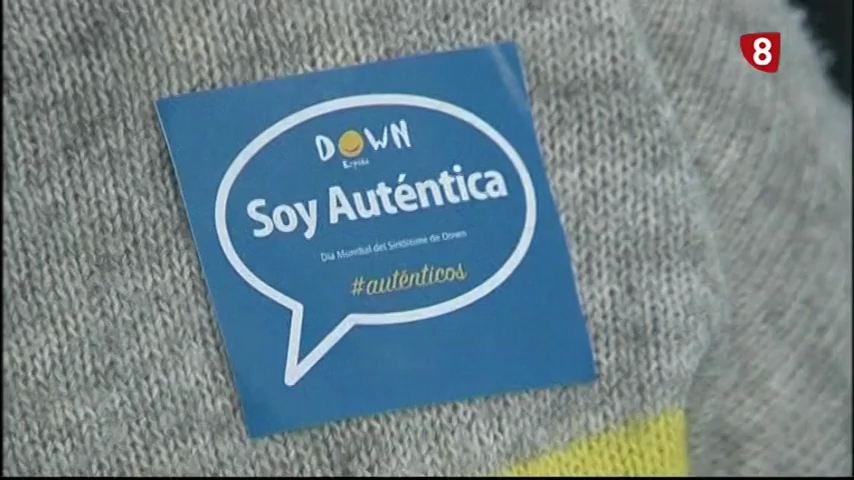 8
DOWN
España
Soy Auténtica
Día Mundial del Síndrome de Down
#auténticos